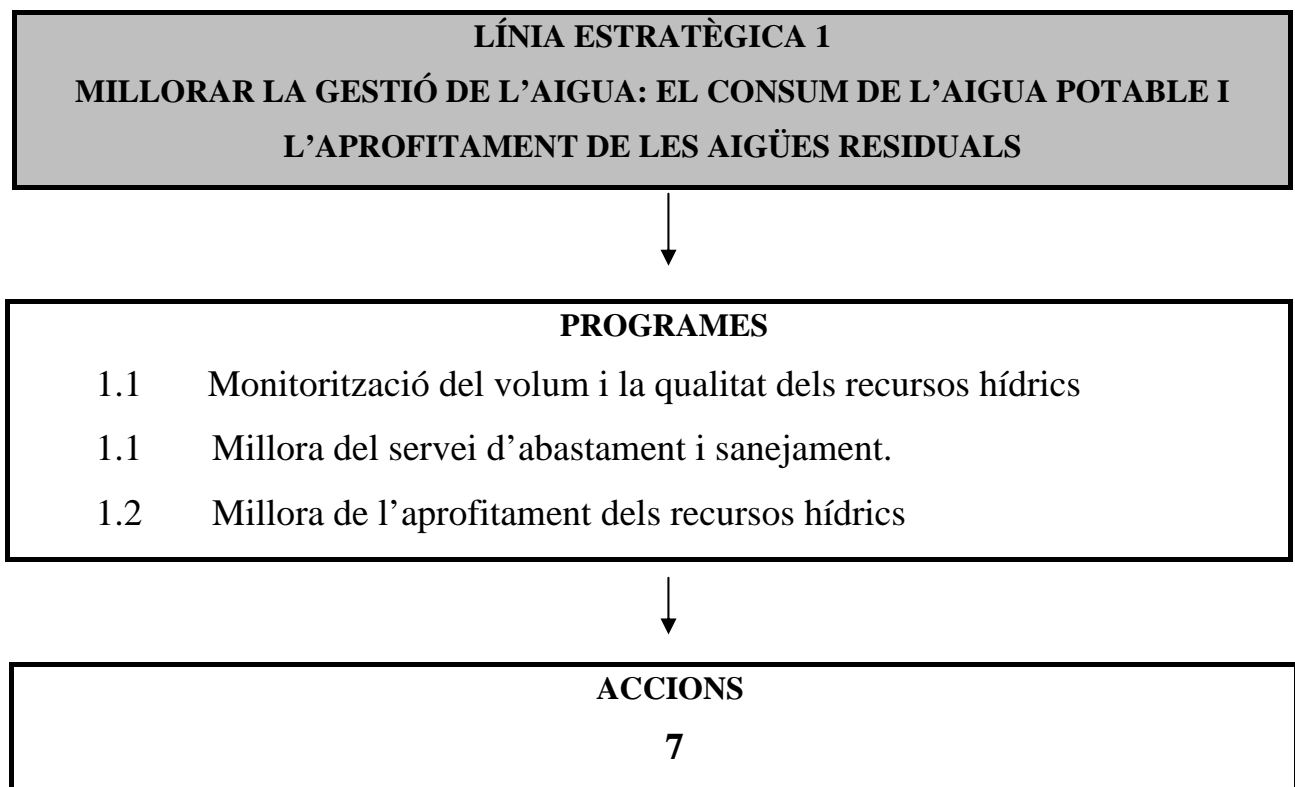 LÍNIA ESTRATÈGICA 1
MILLORAR LA GESTIÓ DE L’AIGUA: EL CONSUM DE L’AIGUA POTABLE I
L’APROFITAMENT DE LES AIGÜES RESIDUALS
PROGRAMES
1.1 Monitorització del volum i la qualitat dels recursos hídrics
1.1 Millora del servei d’abastament i sanejament.
1.2 Millora de l’aprofitament dels recursos hídrics
ACCIONS
7